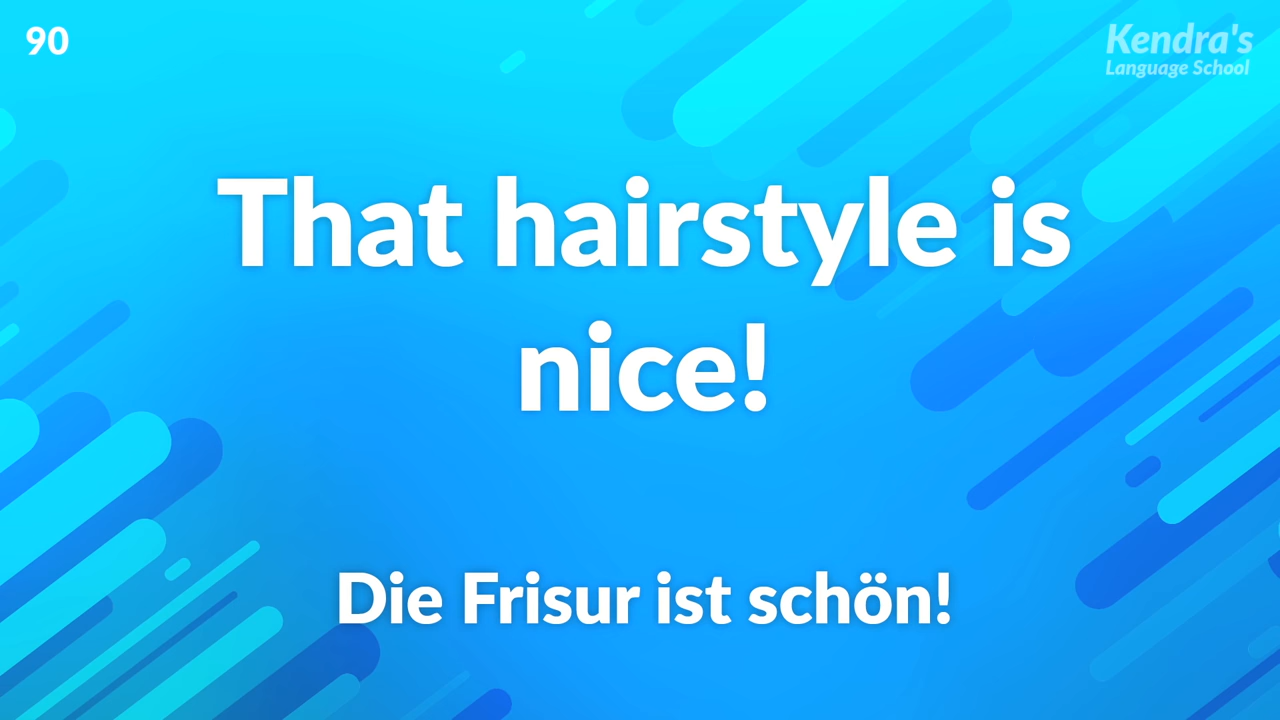 90
Kendra's
Language School
That hairstyle is
nice!
Die Frisur ist schön!